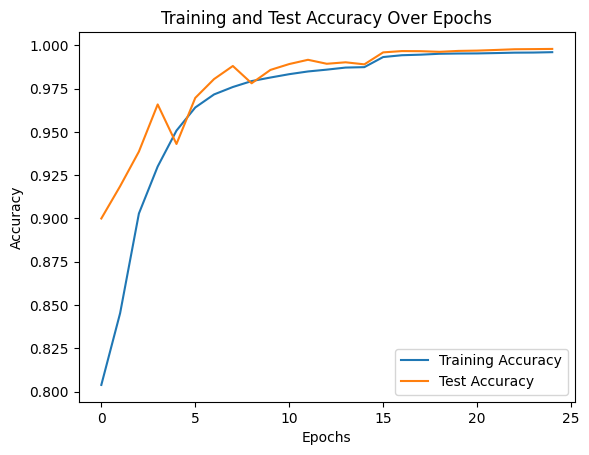 Training and Test Accuracy Over Epochs
1.000
0.975
0.950
0.925
0.900
0.875
0.850
0.825
0.800
Accuracy
Training Accuracy
Test Accuracy
0 5 10 15 20 25
Epochs